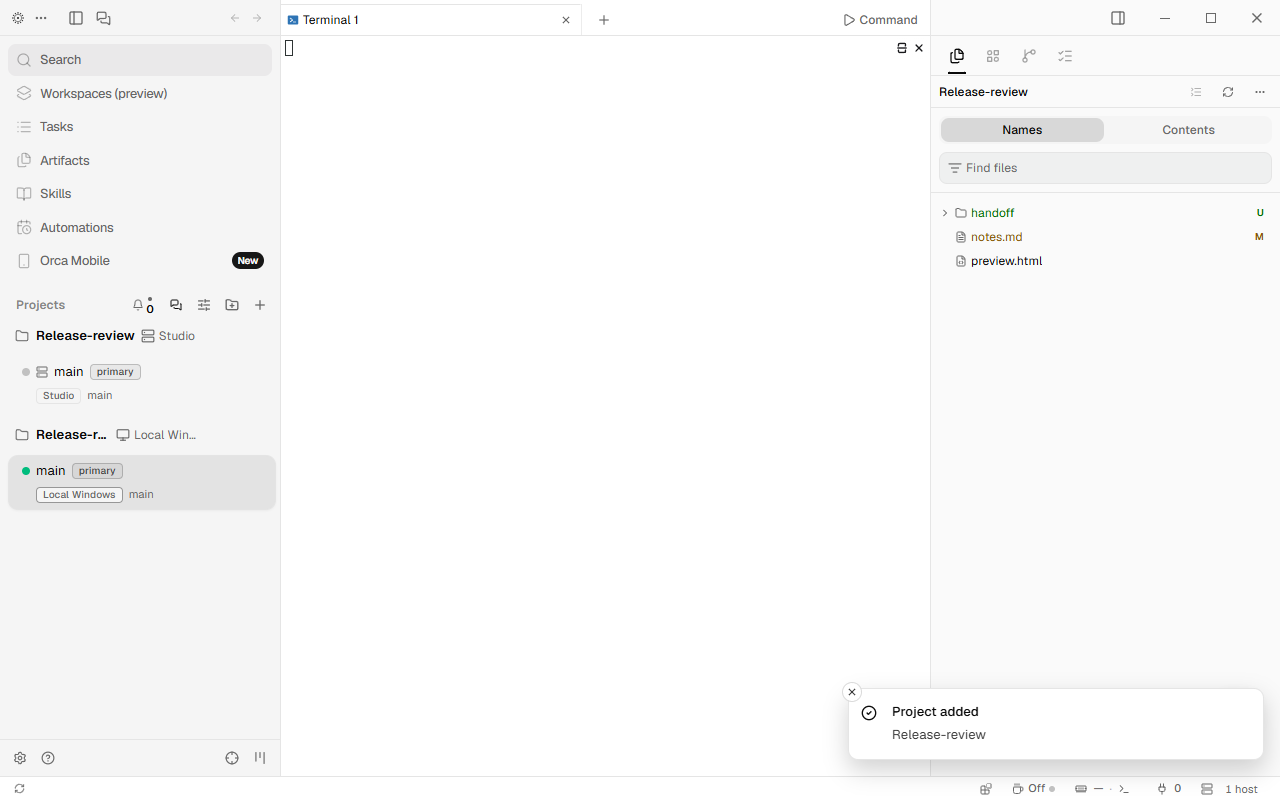 Terminal 1
Command
Search
Workspaces (preview)
Tasks
Artifacts
Skills
Automations
Orca Mobile
New
Projects
0
Release-review
Studio
main
primary
Studio
main
Release-r...
Local Win...
main
primary
Local Windows
main
Release-review
Names
Contents
Find files
handoff
U
notes.md
M
preview.html
Project added
Release-review
Off
0
1 host